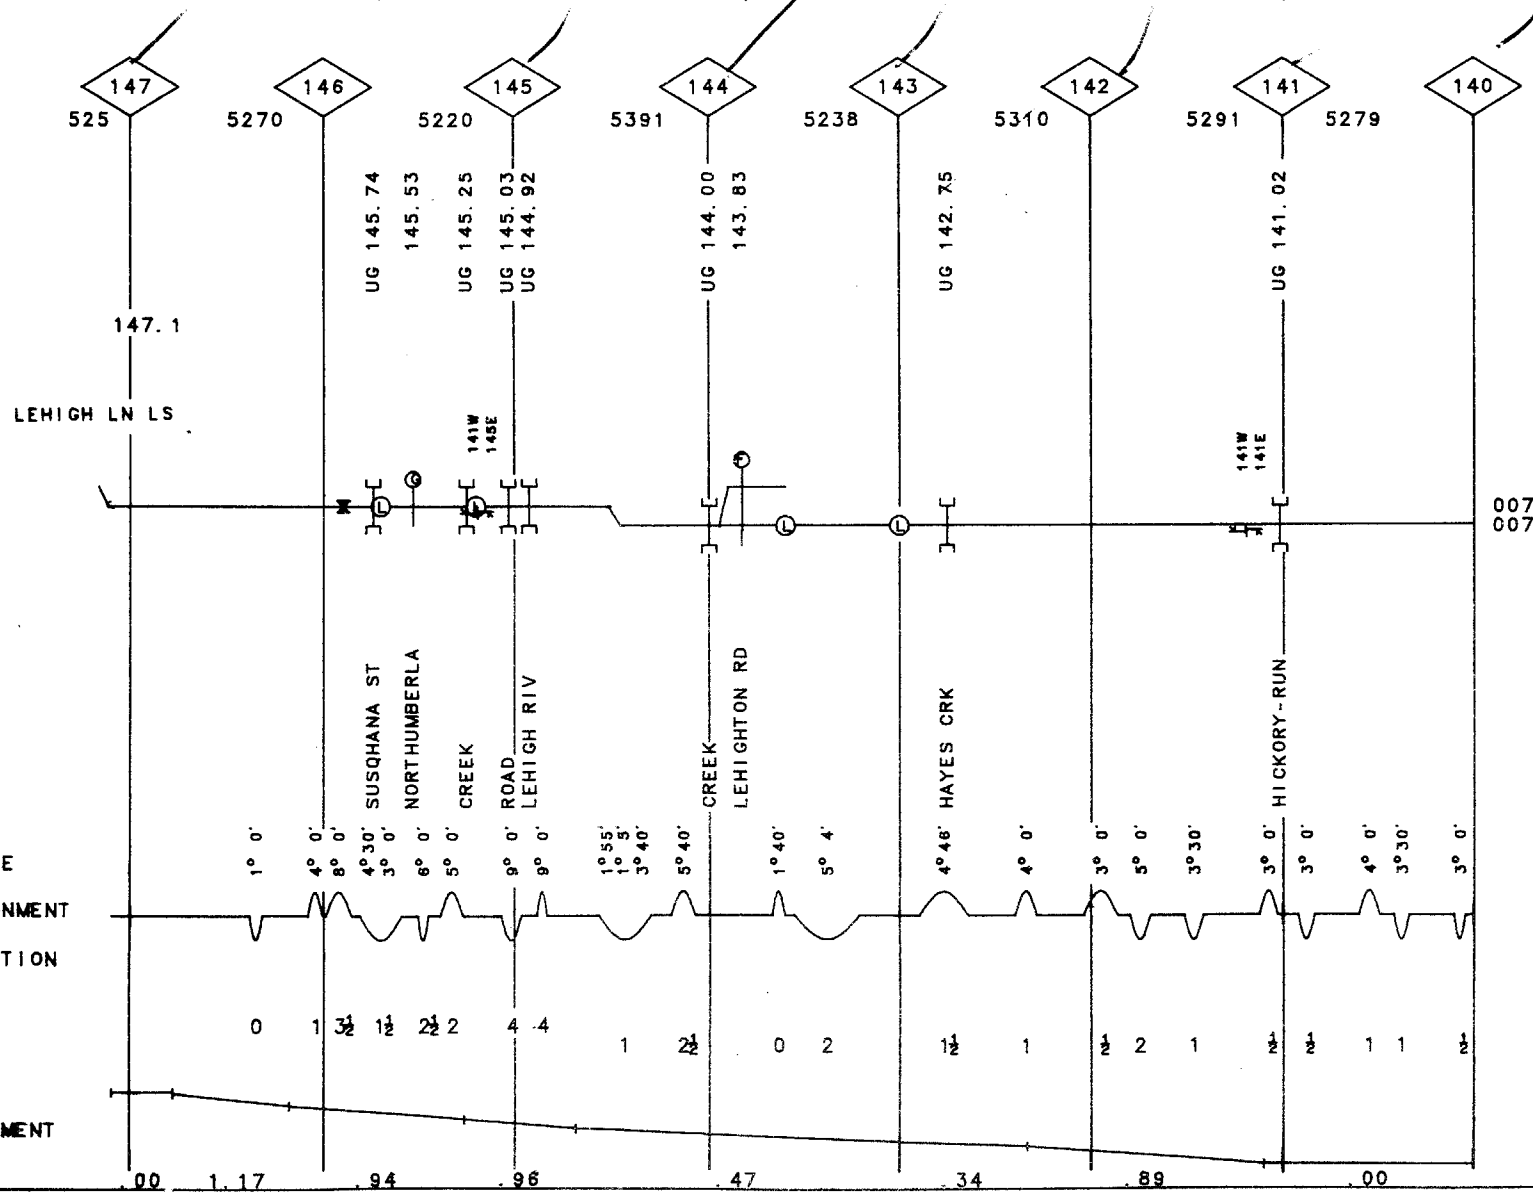 147 146 145 144 143 142 141 140
525 5270 5220 5391 5238 5310 5291 5279
UG 145.74
145.53
UG 145.25
UG 145.03
UG 144.92
UG 144.00
143.83
UG 142.75
UG 141.02
147.1
LEHIGH LN LS
141W
145E
141W
141E
G
L
L
L
L
007
007
SUSQHANA ST
NORTHUMBERLA
CREEK
ROAD
LEHIGH RIV
CREEK
LEHIGHTON RD
HAYES CRK
HICKORY-RUN
E
1° 0'
4° 0'
8° 0'
4°30'
3° 0'
6° 0'
5° 0'
9° 0'
9° 0'
1°55'
1° 5'
3°40'
5°40'
1°40'
5° 4'
4°46'
4° 0'
3° 0'
5° 0'
3°30'
3° 0'
3° 0'
4° 0'
3°30'
3° 0'
NMENT
TION
0 1 3½ 1½ 2½ 2 4 4
1 2½ 0 2 1½ 1 ½ 2 1 ½ ½ 1 1 ½
MENT
.00 1.17 .94 .96 .47 .34 .89 .00